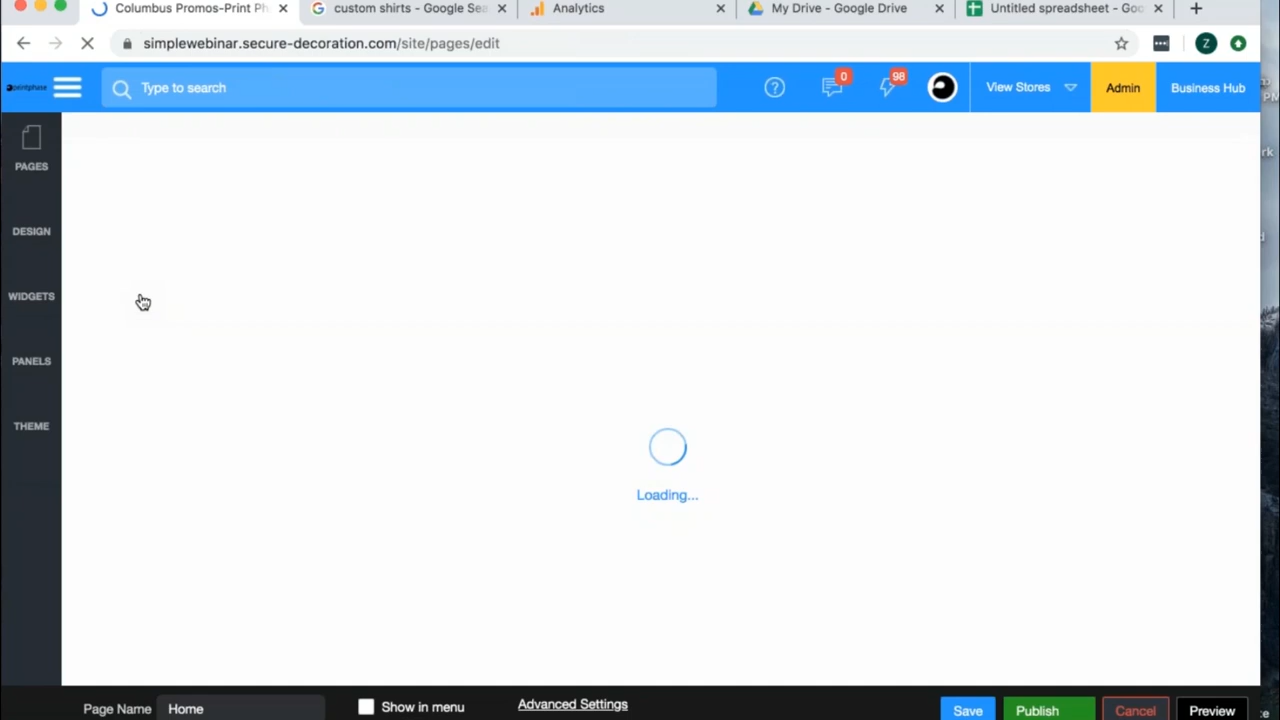 Columbus Promos-Print Ph
custom shirts - Google Sea
Analytics
My Drive - Google Drive
Untitled spreadsheet - Goo
simplewebinar.secure-decoration.com/site/pages/edit
Z
printphase
Type to search
0
98
View Stores
Admin
Business Hub
PAGES
DESIGN
WIDGETS
PANELS
THEME
Loading...
Page Name
Home
Show in menu
Advanced Settings
Save
Publish
Cancel
Preview